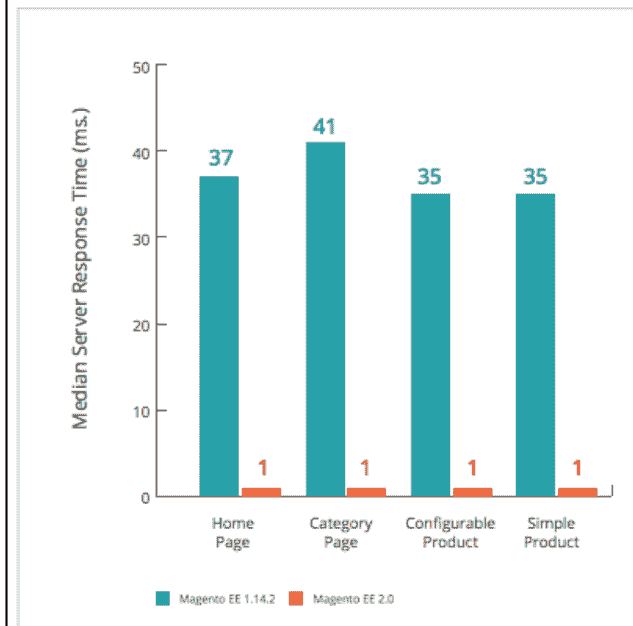 Median Server Response Time (ms.)
50
40
30
20
10
0
37
1
41
1
35
1
35
1
Home
Page
Category
Page
Configurable
Product
Simple
Product
Magento EE 1.14.2
Magento EE 2.0